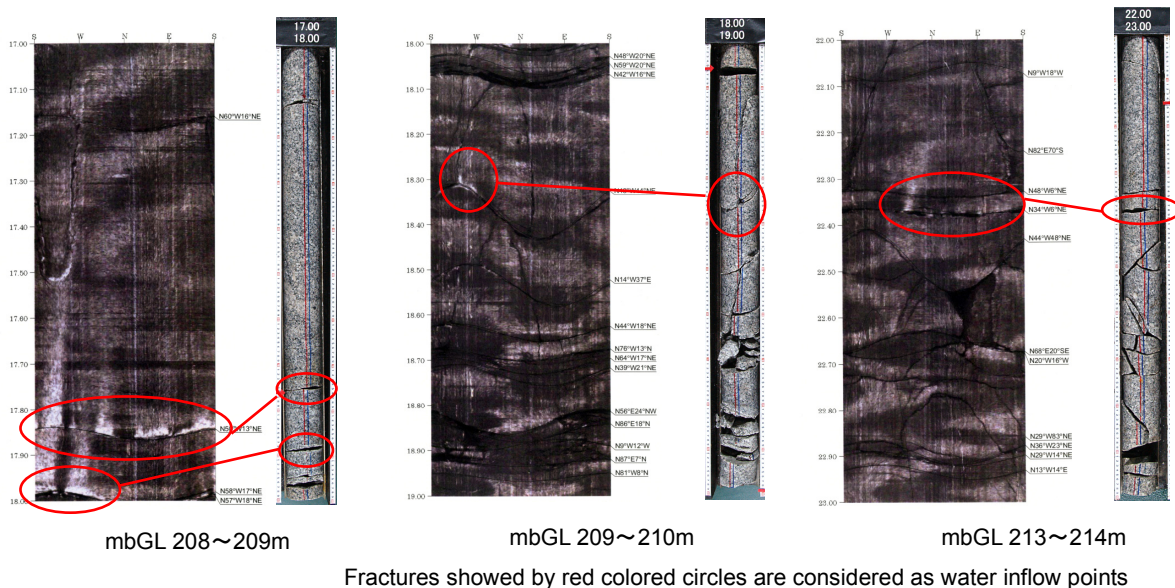 S W N E S
17.00
17.10
17.20
17.30
17.40
17.50
17.60
17.70
17.80
17.90
18.00
N60°W16°NE
N58°W17°NE
N57°W18°NE
17.00
18.00
mbGL 208～209m
S W N E S
18.00
18.10
18.20
18.30
18.40
18.50
18.60
18.70
18.80
18.90
19.00
N48°W20°NE
N59°W20°NE
N42°W16°NE
N14°W37°E
N44°W18°NE
N76°W13°N
N64°W17°NE
N39°W21°NE
N56°E24°NW
N86°E18°N
N9°W12°W
N87°E7°N
N81°W8°N
18.00
19.00
mbGL 209～210m
S W N E S
22.00
22.10
22.20
22.30
22.40
22.50
22.60
22.70
22.80
22.90
23.00
N9°W18°W
N82°E70°S
N48°W6°NE
N34°W6°NE
N44°W48°NE
N68°E20°SE
N20°W16°W
N29°W83°NE
N36°W23°NE
N29°W14°NE
N13°W14°E
22.00
23.00
mbGL 213～214m
Fractures showed by red colored circles are considered as water inflow points